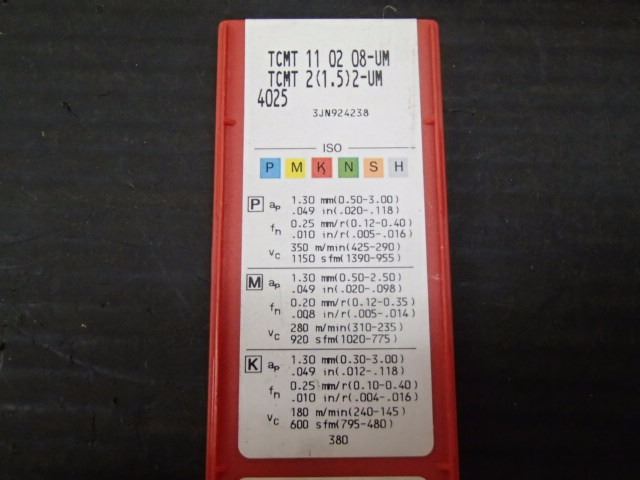 TCMT 11 02 08-UM
TCMT 2(1.5)2-UM
4025
3JN924238
ISO
P M K N S H
P ap 1.30 mm(0.50-3.00)
.049 in(.020-.118)
fn 0.25 mm/r(0.12-0.40)
.010 in/r(.005-.016)
vc 350 m/min(425-290)
1150 sfm(1390-955)
M ap 1.30 mm(0.50-2.50)
.049 in(.020-.098)
fn 0.20 mm/r(0.12-0.35)
.008 in/r(.005-.014)
vc 280 m/min(310-235)
920 sfm(1020-775)
K ap 1.30 mm(0.30-3.00)
.049 in(.012-.118)
fn 0.25 mm/r(0.10-0.40)
.010 in/r(.004-.016)
vc 180 m/min(240-145)
600 sfm(795-480)
380